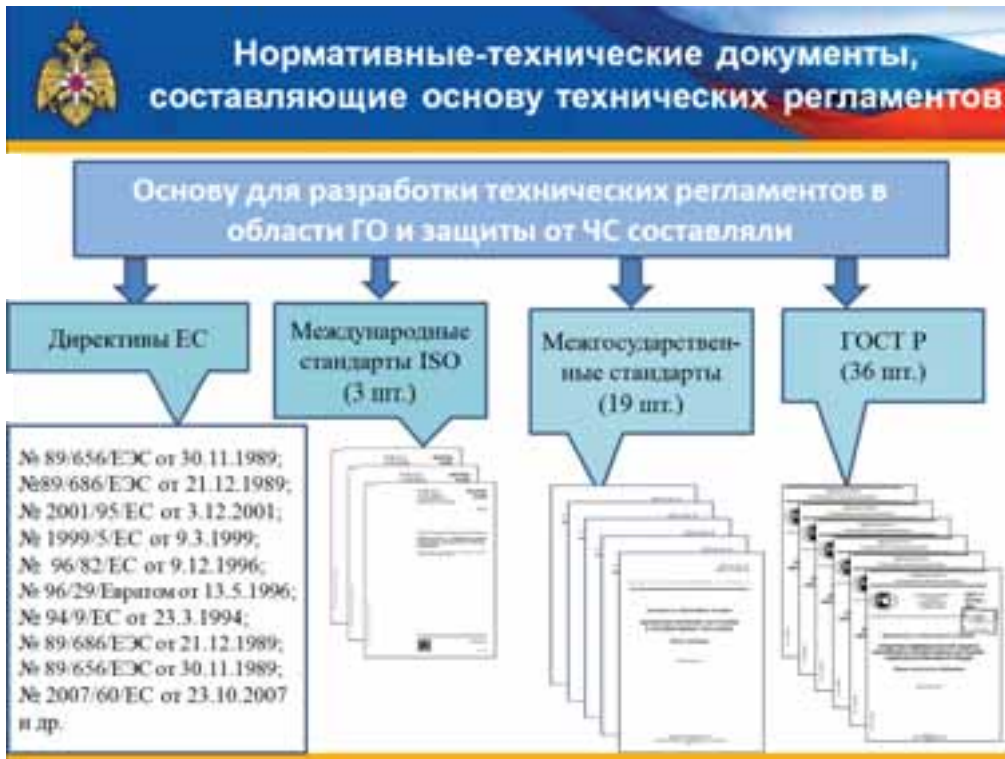 Нормативные-технические документы,
составляющие основу технических регламентов
Основу для разработки технических регламентов в
области ГО и защиты от ЧС составляли
Директивы ЕС
Международные
стандарты ISO
(3 шт.)
Межгосударствен-
ные стандарты
(19 шт.)
ГОСТ Р
(36 шт.)
№ 89/656/ЕЭС от 30.11.1989;
№89/686/ЕЭС от 21.12.1989;
№ 2001/95/ЕС от 3.12.2001;
№ 1999/5/ЕС от 9.3.1999;
№ 96/82/ЕС от 9.12.1996;
№ 96/29/Евратом от 13.5.1996;
№ 94/9/ЕС от 23.3.1994;
№ 89/686/ЕЭС от 21.12.1989;
№ 89/656/ЕЭС от 30.11.1989;
№ 2007/60/ЕС от 23.10.2007
и др.